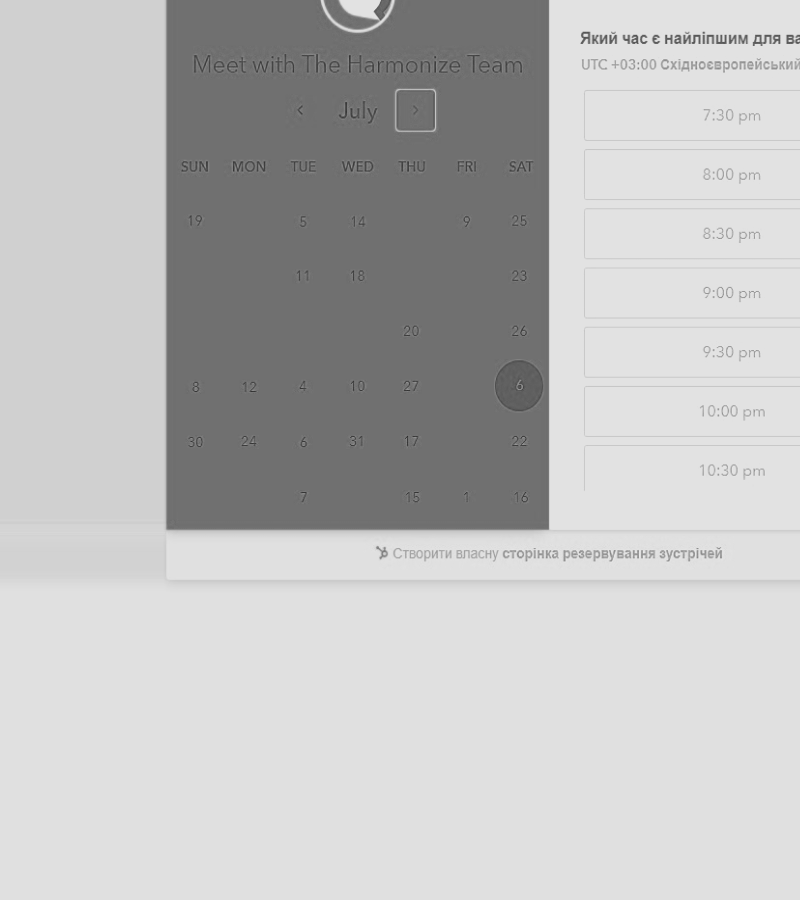 Meet with The Harmonize Team
‹ July ›
SUN MON TUE WED THU FRI SAT
19 5 14 9 25
11 18 23
20 26
8 12 4 10 27 6
30 24 6 31 17 22
7 15 1 16
Який час є найліпшим для ва
UTC +03:00 Східноєвропейський
7:30 pm
8:00 pm
8:30 pm
9:00 pm
9:30 pm
10:00 pm
10:30 pm
Створити власну сторінка резервування зустрічей